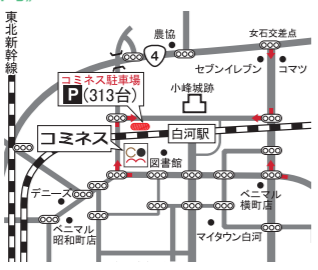 東北新幹線
農協
女石交差点
4
セブンイレブン
コマツ
コミネス駐車場
P(313台)
小峰城跡
コミネス
白河駅
図書館
デニーズ
ベニマル
昭和町店
マイタウン白河
ベニマル
横町店